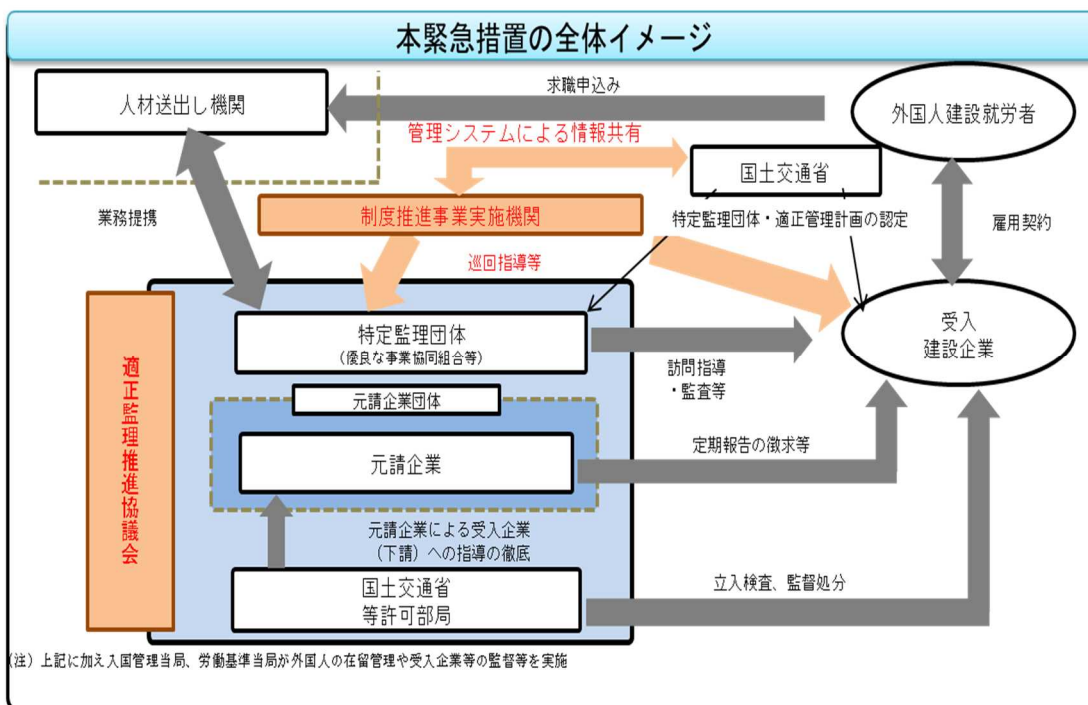 本緊急措置の全体イメージ
人材送出し機関
求職申込み
外国人建設就労者
管理システムによる情報共有
国土交通省
業務提携
制度推進事業実施機関
特定監理団体・適正管理計画の認定
雇用契約
巡回指導等
特定監理団体
(優良な事業協同組合等)
受入
建設企業
訪問指導
・監査等
適正監理推進協議会
元請企業団体
元請企業
定期報告の徴求等
元請企業による受入企業
(下請)への指導の徹底
国土交通省
等許可部局
立入検査、監督処分
(注)上記に加え入国管理当局、労働基準当局が外国人の在留管理や受入企業等の監督等を実施